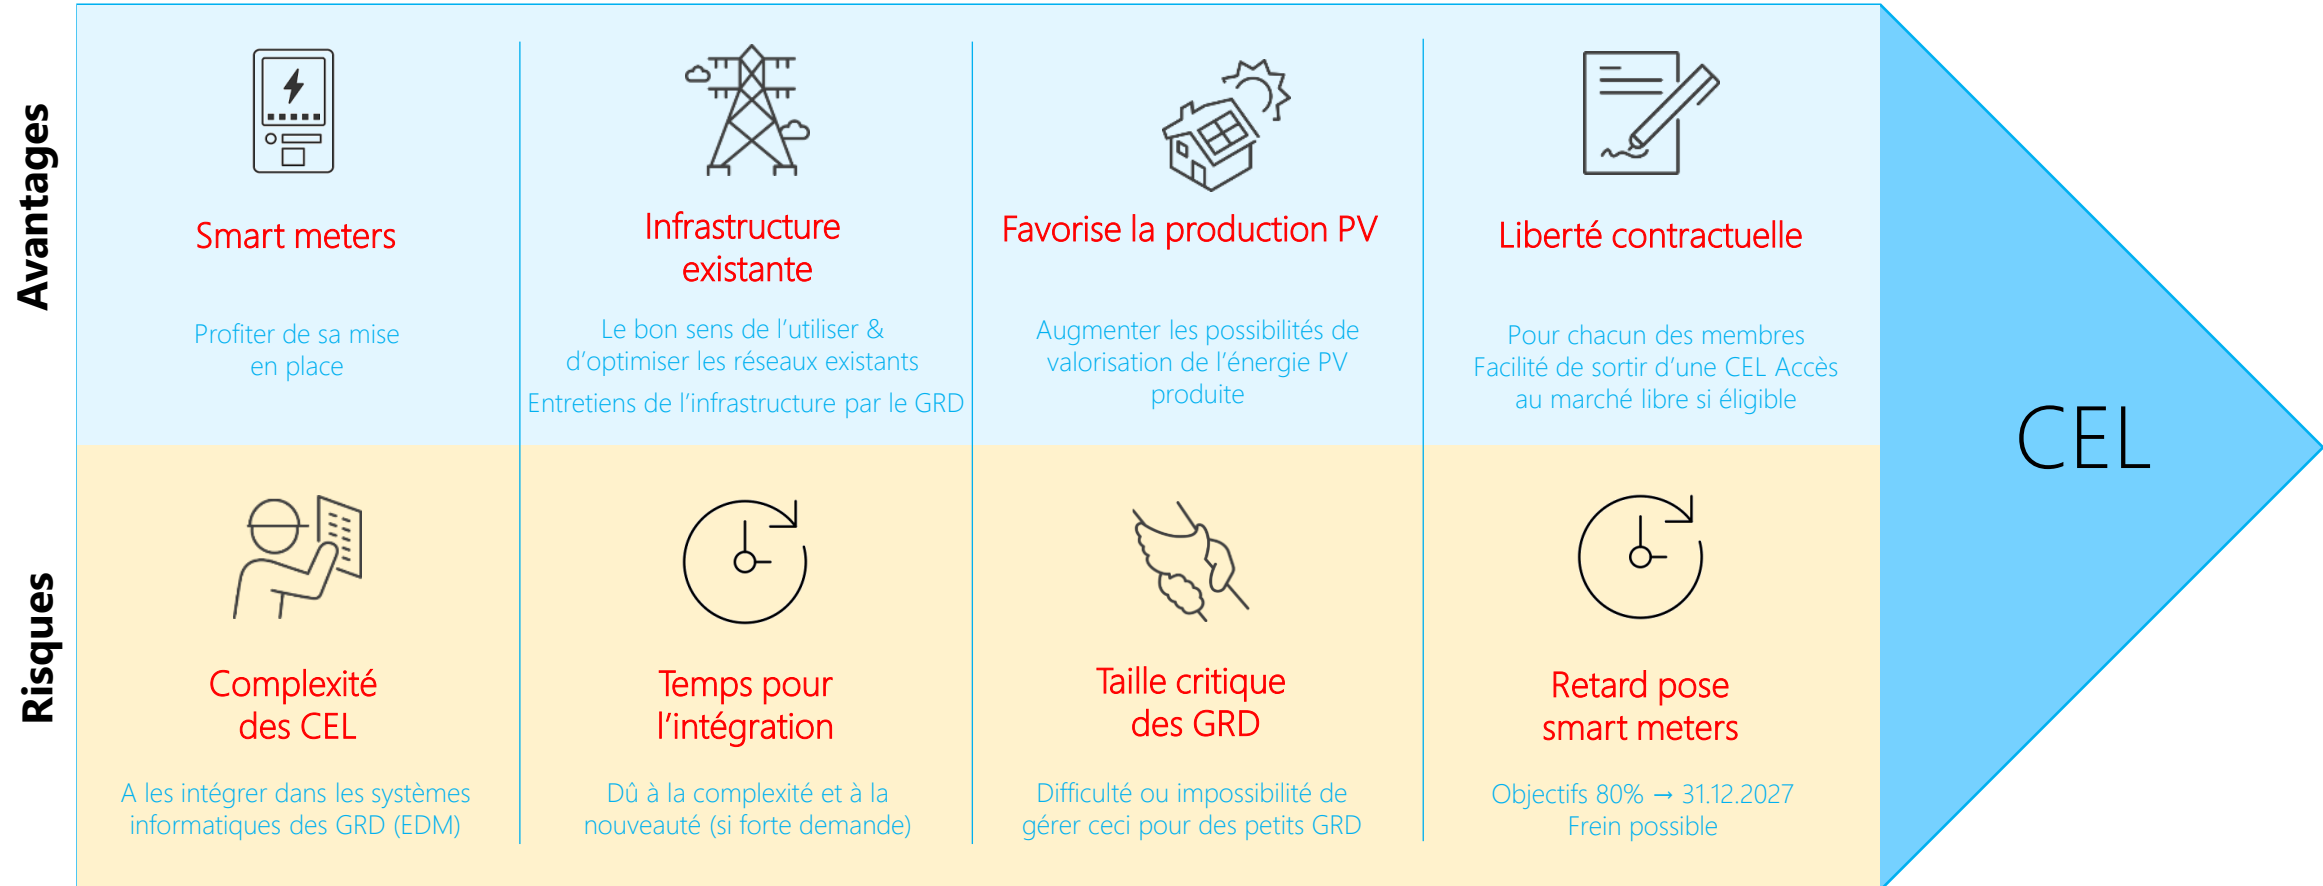 Avantages
Smart meters
Profiter de sa mise
en place
Infrastructure
existante
Le bon sens de l’utiliser &
d’optimiser les réseaux existants
Entretiens de l’infrastructure par le GRD
Favorise la production PV
Augmenter les possibilités de
valorisation de l’énergie PV
produite
Liberté contractuelle
Pour chacun des membres
Facilité de sortir d’une CEL Accès
au marché libre si éligible
Risques
Complexité
des CEL
A les intégrer dans les systèmes
informatiques des GRD (EDM)
Temps pour
l’intégration
Dû à la complexité et à la
nouveauté (si forte demande)
Taille critique
des GRD
Difficulté ou impossibilité de
gérer ceci pour des petits GRD
Retard pose
smart meters
Objectifs 80% → 31.12.2027
Frein possible
CEL